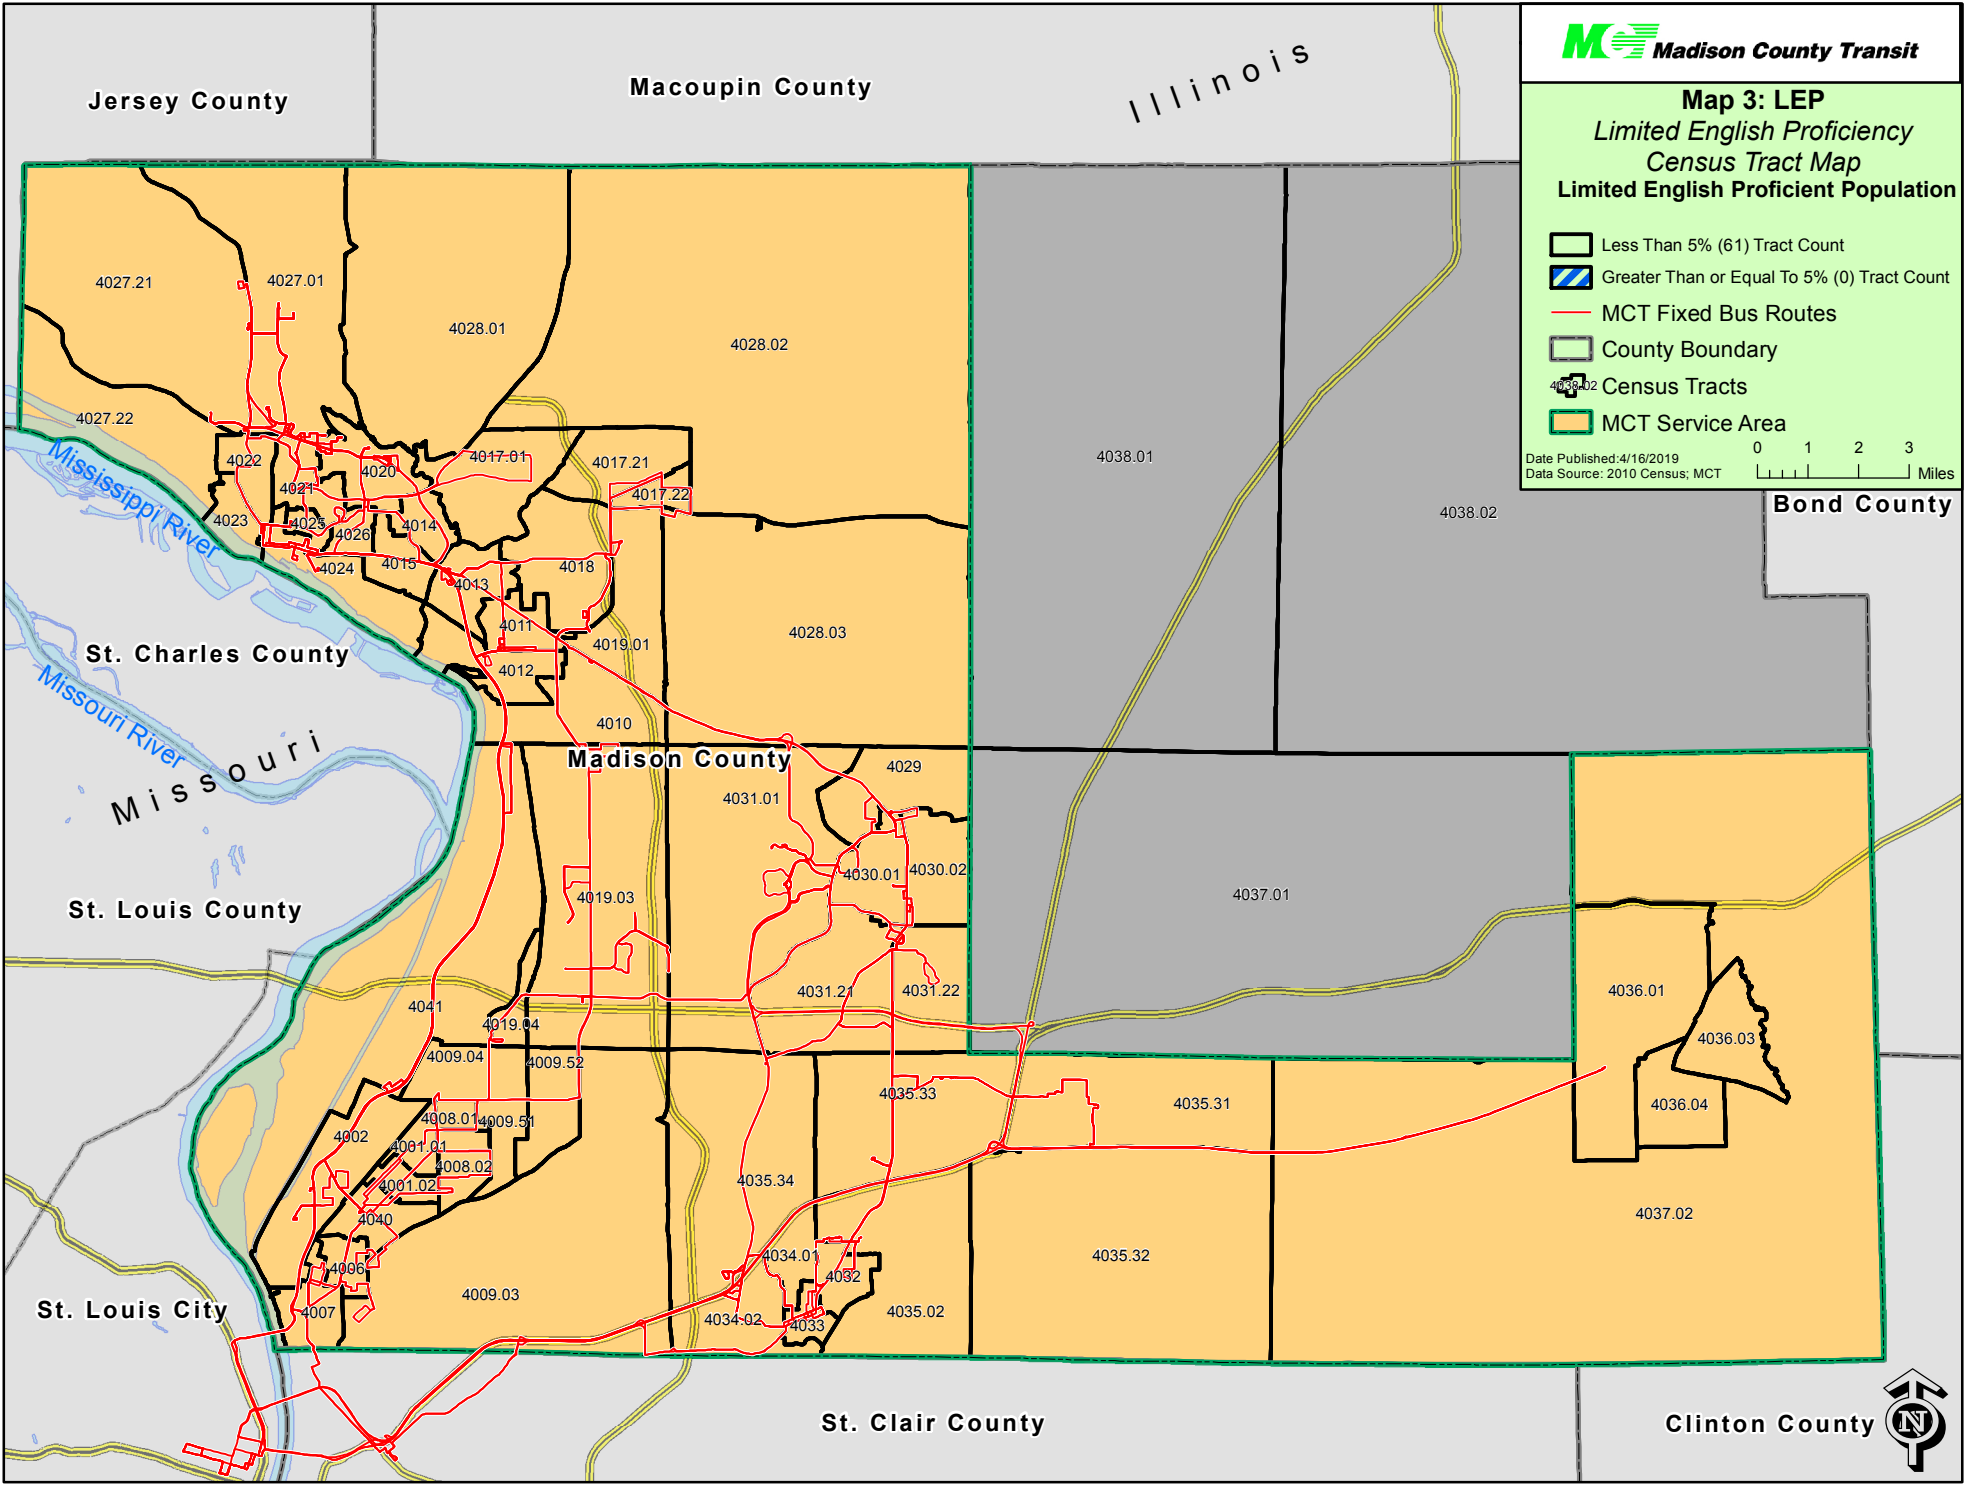 MCT Madison County Transit
Map 3: LEP
Limited English Proficiency
Census Tract Map
Limited English Proficient Population
Less Than 5% (61) Tract Count
Greater Than or Equal To 5% (0) Tract Count
MCT Fixed Bus Routes
County Boundary
4038.02 Census Tracts
MCT Service Area
Date Published:4/16/2019
Data Source: 2010 Census; MCT
0 1 2 3
Miles
Jersey County
Macoupin County
Illinois
Bond County
4027.21
4027.01
4028.01
4028.02
4027.22
4022
4020
4017.01
4017.21
4021
4017.22
4023
4025
4026
4014
4024
4015
4013
4018
4011
4019.01
4012
4010
4028.03
4038.01
4038.02
Mississippi River
Missouri River
St. Charles County
Missouri
Madison County
St. Louis County
4029
4031.01
4030.01
4030.02
4019.03
4037.01
4031.21
4031.22
4041
4019.04
4009.04
4009.52
4036.01
4036.03
4036.04
4035.33
4035.31
4008.01
4009.51
4002
4001.01
4008.02
4001.02
4035.34
4040
4037.02
4034.01
4035.32
4006
4032
4009.03
4007
4034.02
4033
4035.02
St. Louis City
St. Clair County
Clinton County
N